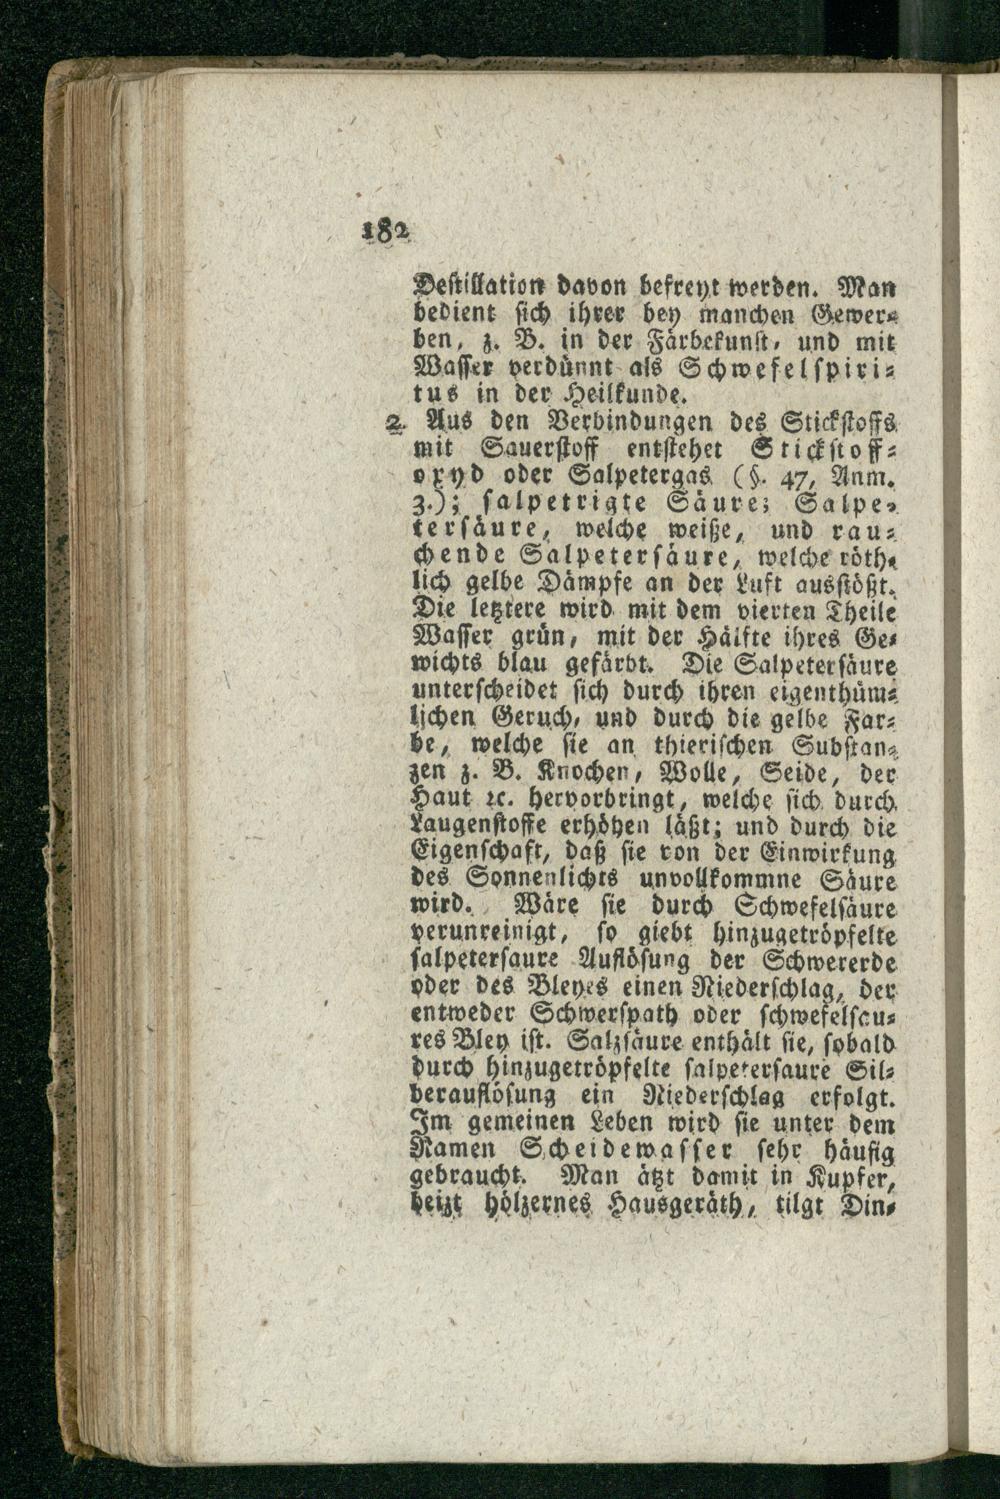 182
Destillation davon befreyt werden. Man
bedient sich ihrer bey manchen Gewer-
ben, z. B. in der Färbekunst, und mit
Wasser verdünnt als Schwefelspiri-
tus in der Heilkunde.
2. Aus den Verbindungen des Stickstoffs
mit Sauerstoff entstehet Stickstoff-
oxyd oder Salpetergas (§. 47, Anm.
3.); salpetrigte Säure; Salpe-
tersäure, welche weiße, und rau-
chende Salpetersäure, welche röth-
lich gelbe Dämpfe an der Luft ausstößt.
Die letztere wird mit dem vierten Theile
Wasser grün, mit der Hälfte ihres Ge-
wichts blau gefärbt. Die Salpetersäure
unterscheidet sich durch ihren eigenthüm-
lichen Geruch, und durch die gelbe Far-
be, welche sie an thierischen Substan-
zen z. B. Knochen, Wolle, Seide, der
Haut ꝛc. hervorbringt, welche sich durch
Laugenstoffe erhöhen läßt; und durch die
Eigenschaft, daß sie von der Einwirkung
des Sonnenlichts unvollkommne Säure
wird. Wäre sie durch Schwefelsäure
verunreinigt, so giebt hinzugetröpfelte
salpetersaure Auflösung der Schwererde
oder des Bleyes einen Niederschlag, der
entweder Schwerspath oder schwefelsau-
res Bley ist. Salzsäure enthält sie, sobald
durch hinzugetröpfelte salpetersaure Sil-
berauflösung ein Niederschlag erfolgt.
Im gemeinen Leben wird sie unter dem
Namen Scheidewasser sehr häufig
gebraucht. Man ätzt damit in Kupfer,
beizt hölzernes Hausgeräth, tilgt Din-